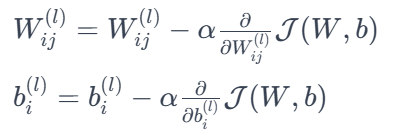 $W_{ij}^{(l)} = W_{ij}^{(l)} - \alpha \frac{\partial}{\partial W_{ij}^{(l)}} \mathcal{J}(W, b)$
$b_{i}^{(l)} = b_{i}^{(l)} - \alpha \frac{\partial}{\partial b_{i}^{(l)}} \mathcal{J}(W, b)$